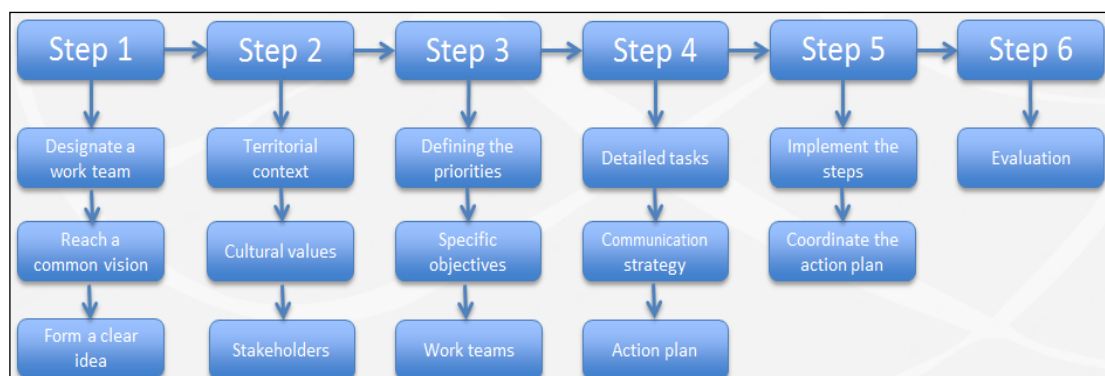 Step 1
Step 2
Step 3
Step 4
Step 5
Step 6
Designate a
work team
Territorial
context
Defining the
priorities
Detailed tasks
Implement the
steps
Evaluation
Reach a
common vision
Cultural values
Specific
objectives
Communication
strategy
Coordinate the
action plan
Form a clear
idea
Stakeholders
Work teams
Action plan